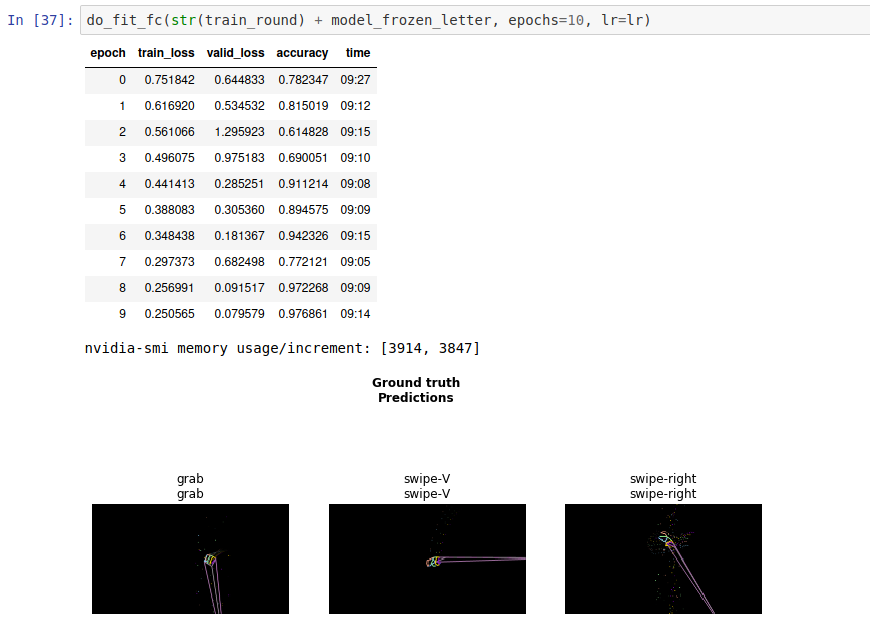 In [37]: do_fit_fc(str(train_round) + model_frozen_letter, epochs=10, lr=lr)
epoch train_loss valid_loss accuracy time
0 0.751842 0.644833 0.782347 09:27
1 0.616920 0.534532 0.815019 09:12
2 0.561066 1.295923 0.614828 09:15
3 0.496075 0.975183 0.690051 09:10
4 0.441413 0.285251 0.911214 09:08
5 0.388083 0.305360 0.894575 09:09
6 0.348438 0.181367 0.942326 09:15
7 0.297373 0.682498 0.772121 09:05
8 0.256991 0.091517 0.972268 09:09
9 0.250565 0.079579 0.976861 09:14
nvidia-smi memory usage/increment: [3914, 3847]
Ground truth
Predictions
grab swipe-V swipe-right
grab swipe-V swipe-right